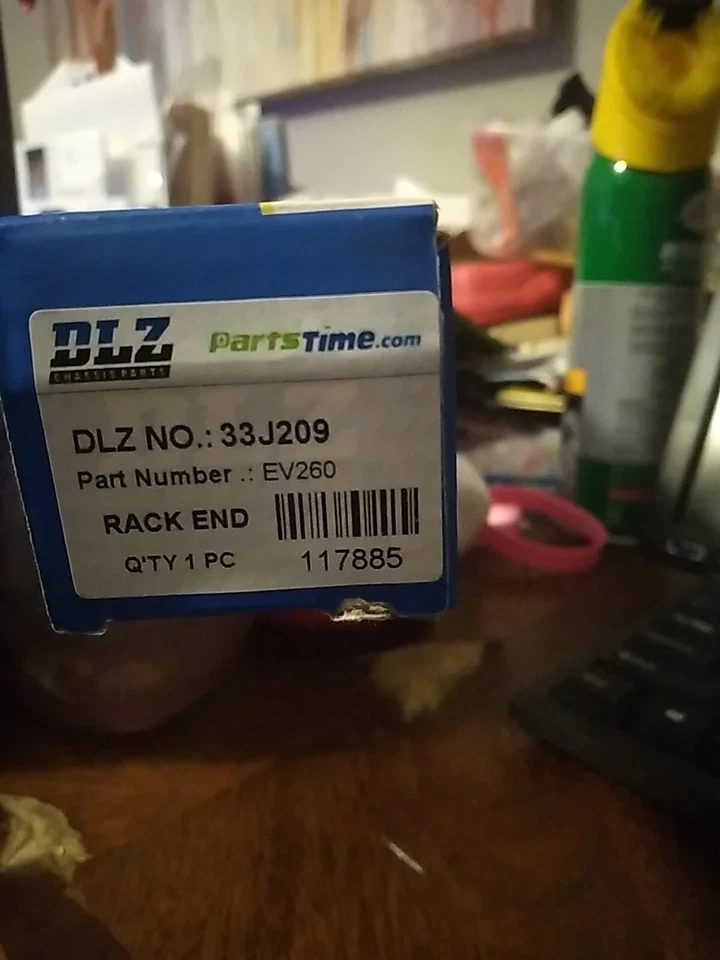 DLZ
CHASSIS PARTS
PartsTime.com
DLZ NO.: 33J209
Part Number .: EV260
RACK END
Q'TY 1 PC
117885